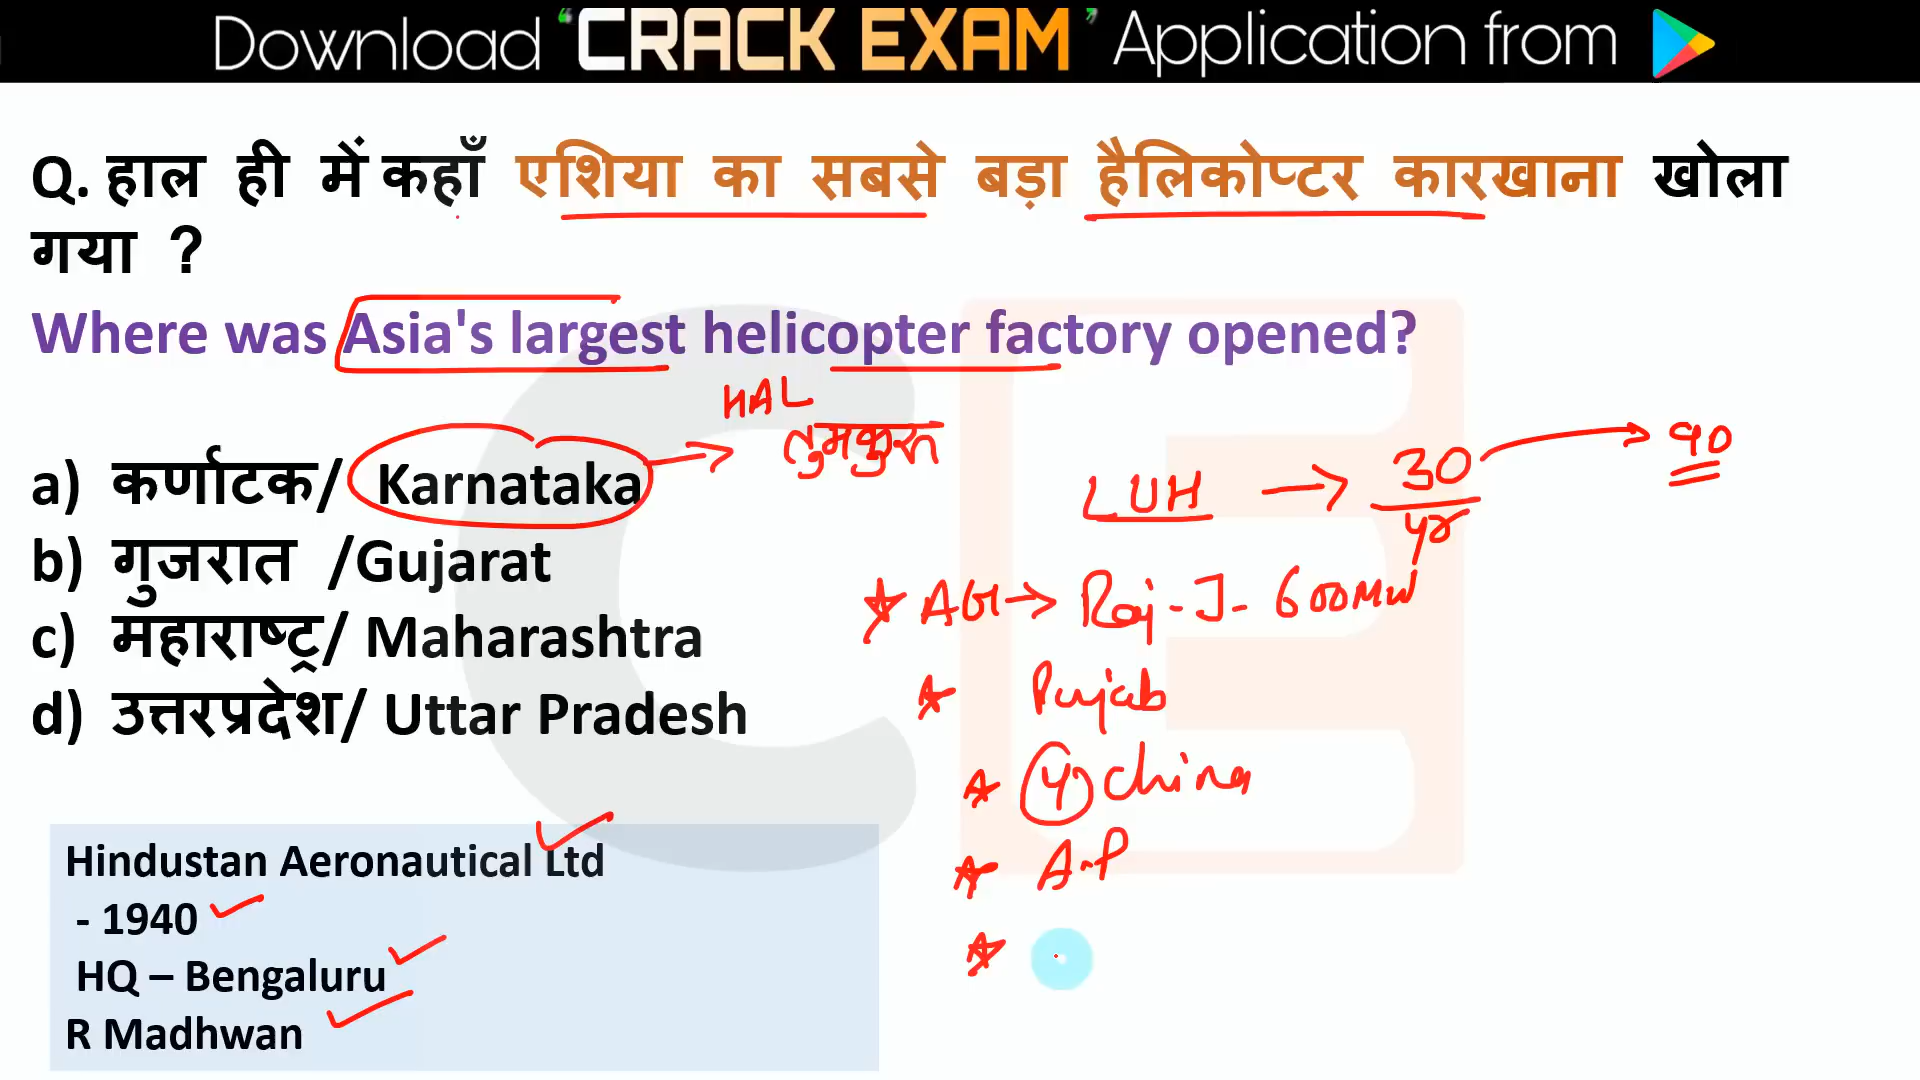 Download 'CRACK EXAM' Application from
Q. हाल ही में कहाँ एशिया का सबसे बड़ा हैलिकोप्टर कारखाना खोला
गया ?
Where was Asia's largest helicopter factory opened?
HAL
a) कर्णाटक/ Karnataka → तुमकुरु
LUH → 30 → 90
yr
b) गुजरात /Gujarat
AGE → Raj - J - 600MW
c) महाराष्ट्र/ Maharashtra
Punjab
d) उत्तरप्रदेश/ Uttar Pradesh
④ China
A.P
Hindustan Aeronautical Ltd
- 1940
HQ – Bengaluru
R Madhwan